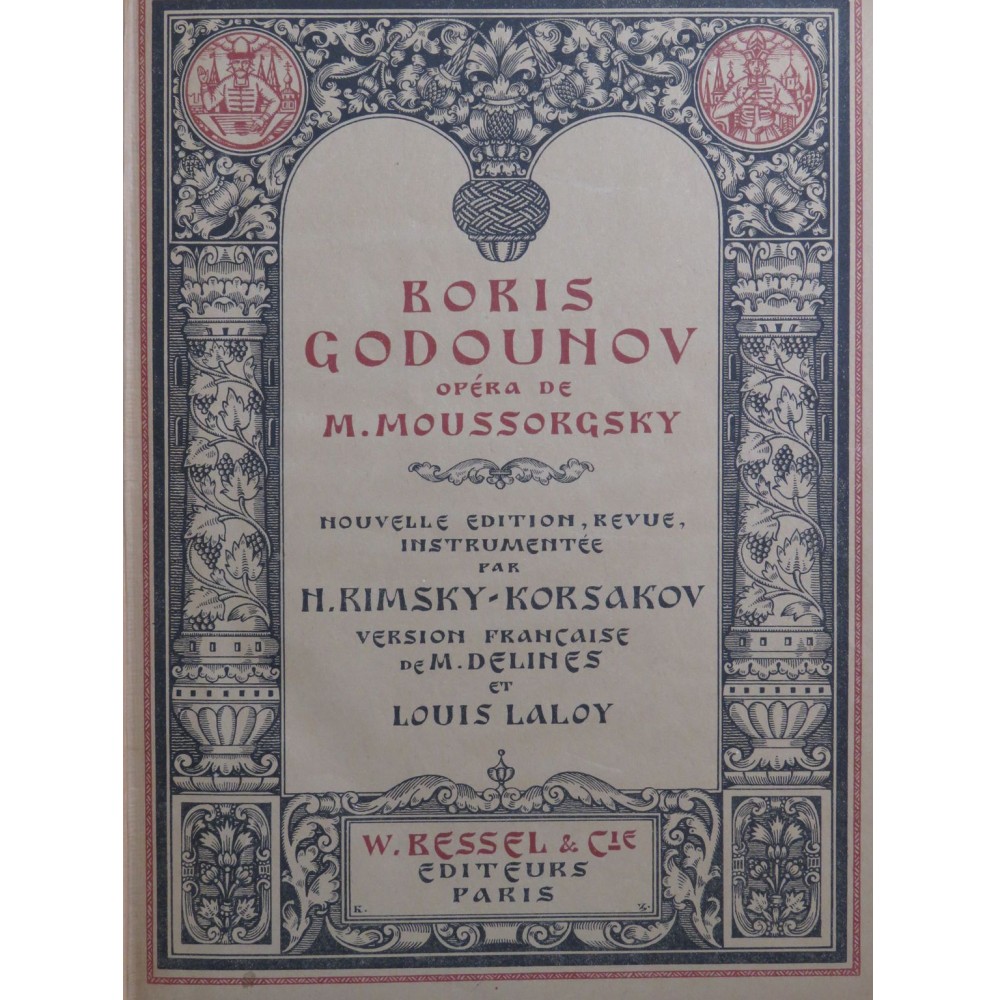 BORIS
GODOUNOV
OPÉRA DE
M. MOUSSORGSKY
NOUVELLE EDITION, REVUE,
INSTRUMENTÉE
PAR
N. RIMSKY-KORSAKOV
VERSION FRANÇAISE
DE M. DELINES
ET
LOUIS LALOY
W. BESSEL & CIE
EDITEURS
PARIS
K. Z.